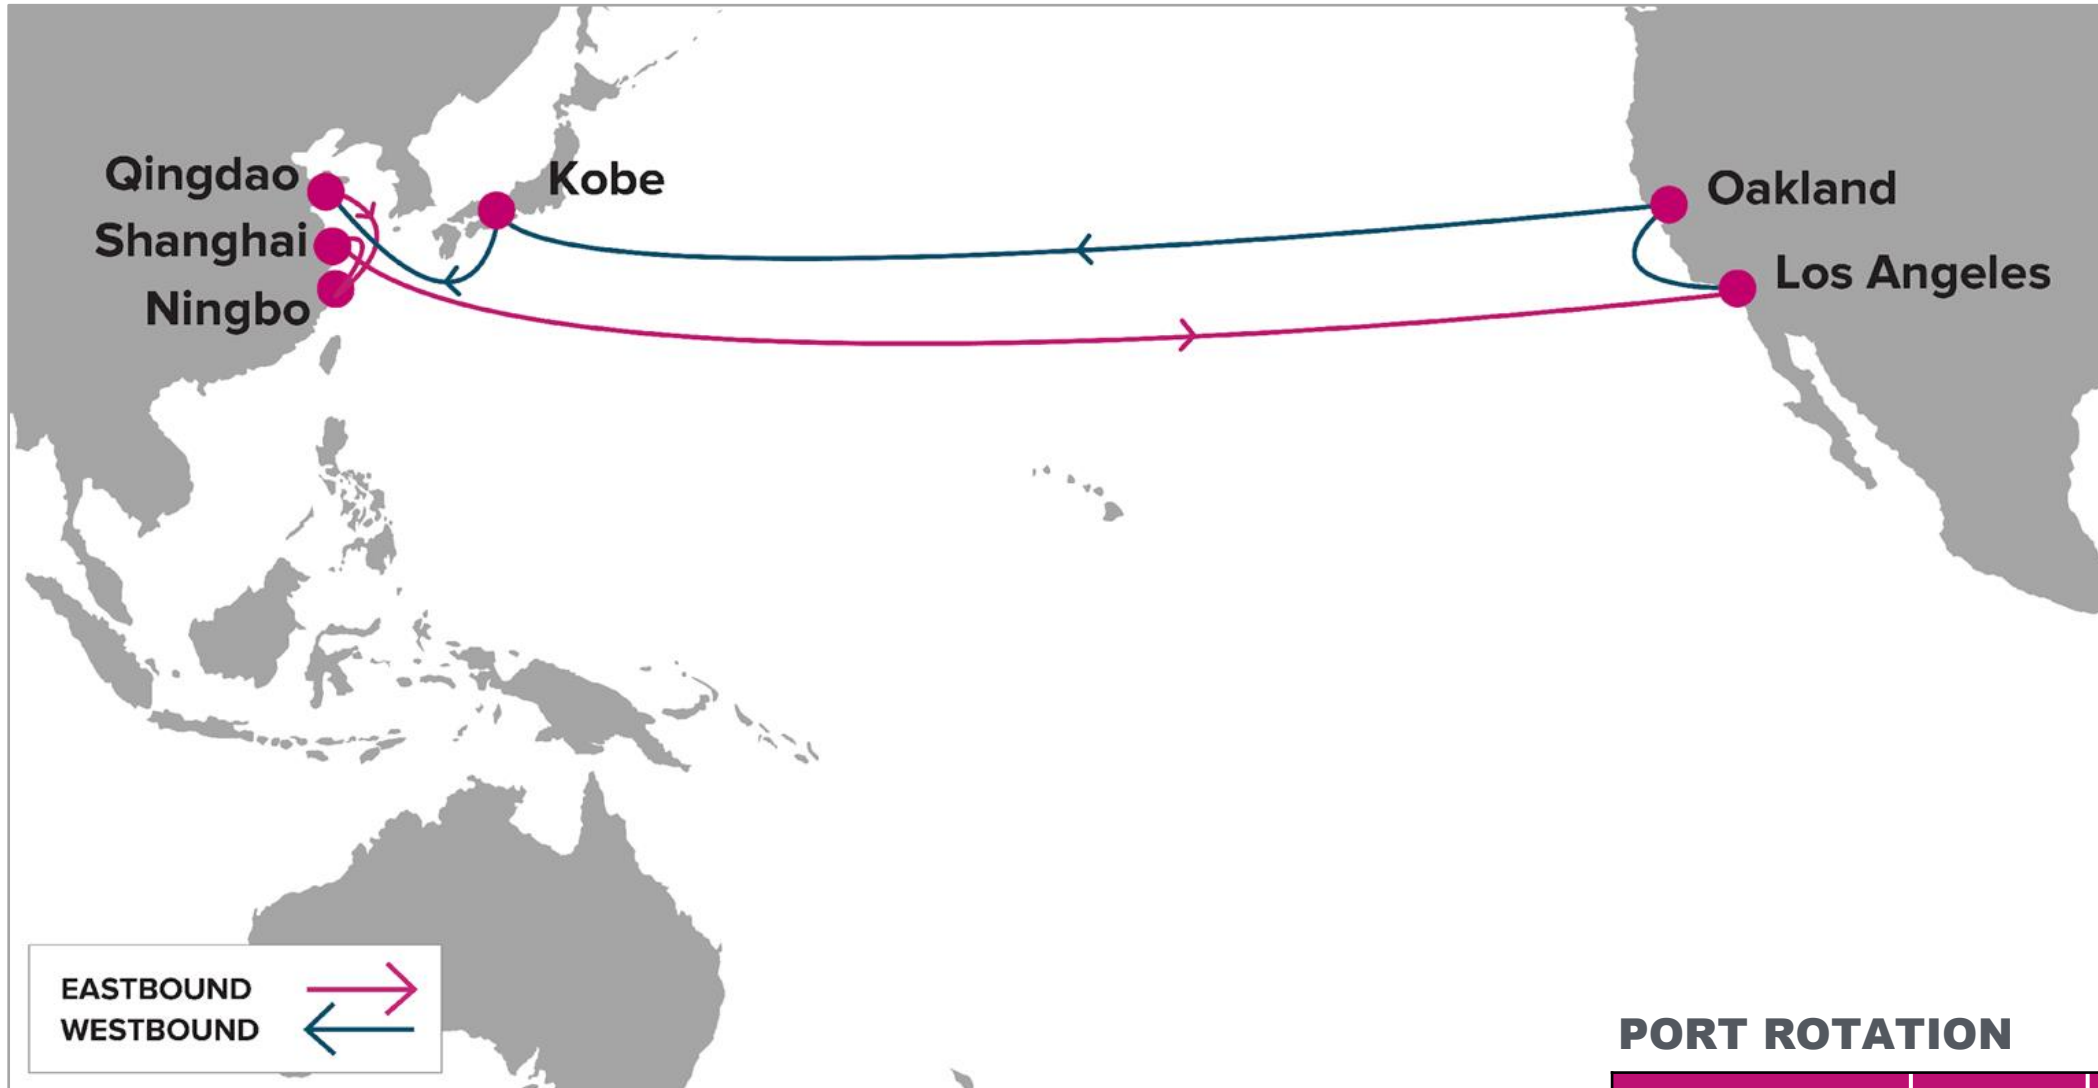 Qingdao
Kobe
Oakland
Shanghai
Los Angeles
Ningbo
EASTBOUND
WESTBOUND
PORT ROTATION